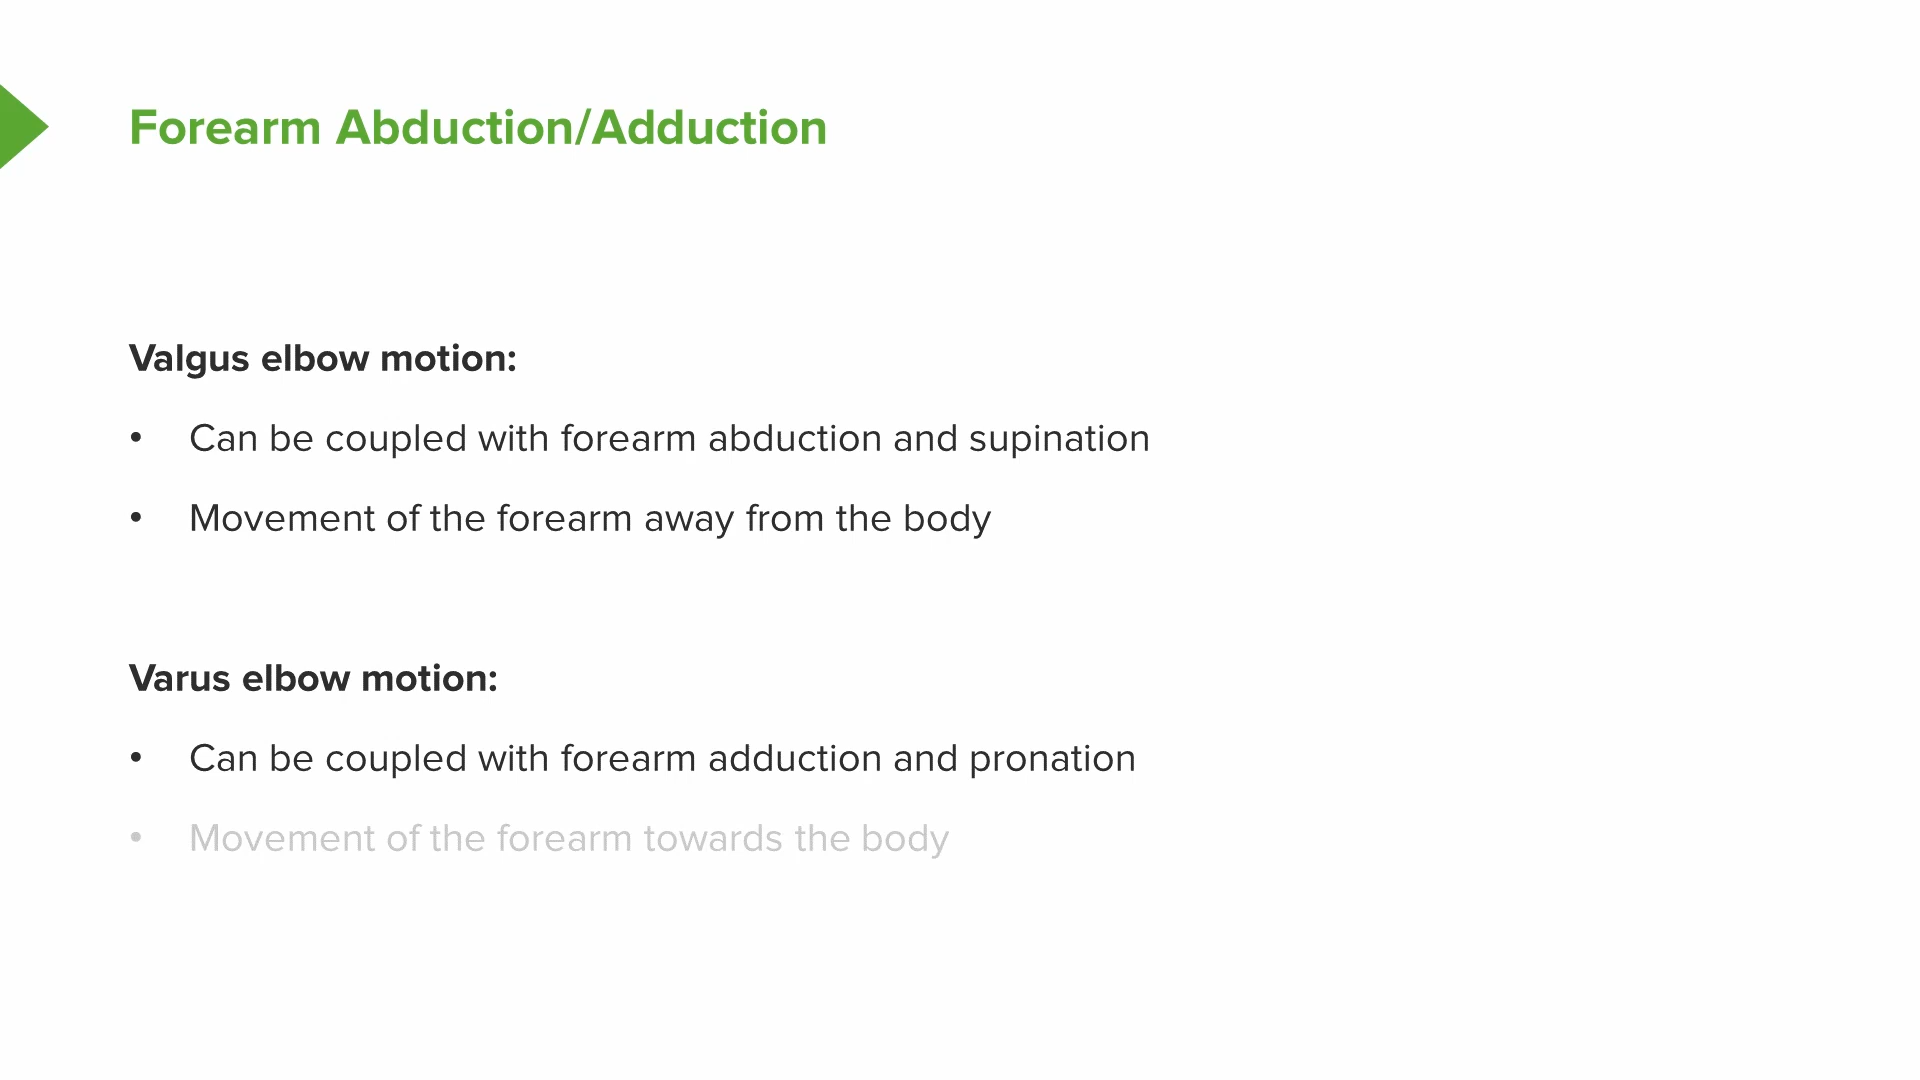 Forearm Abduction/Adduction
Valgus elbow motion:
• Can be coupled with forearm abduction and supination
• Movement of the forearm away from the body
Varus elbow motion:
• Can be coupled with forearm adduction and pronation
• Movement of the forearm towards the body